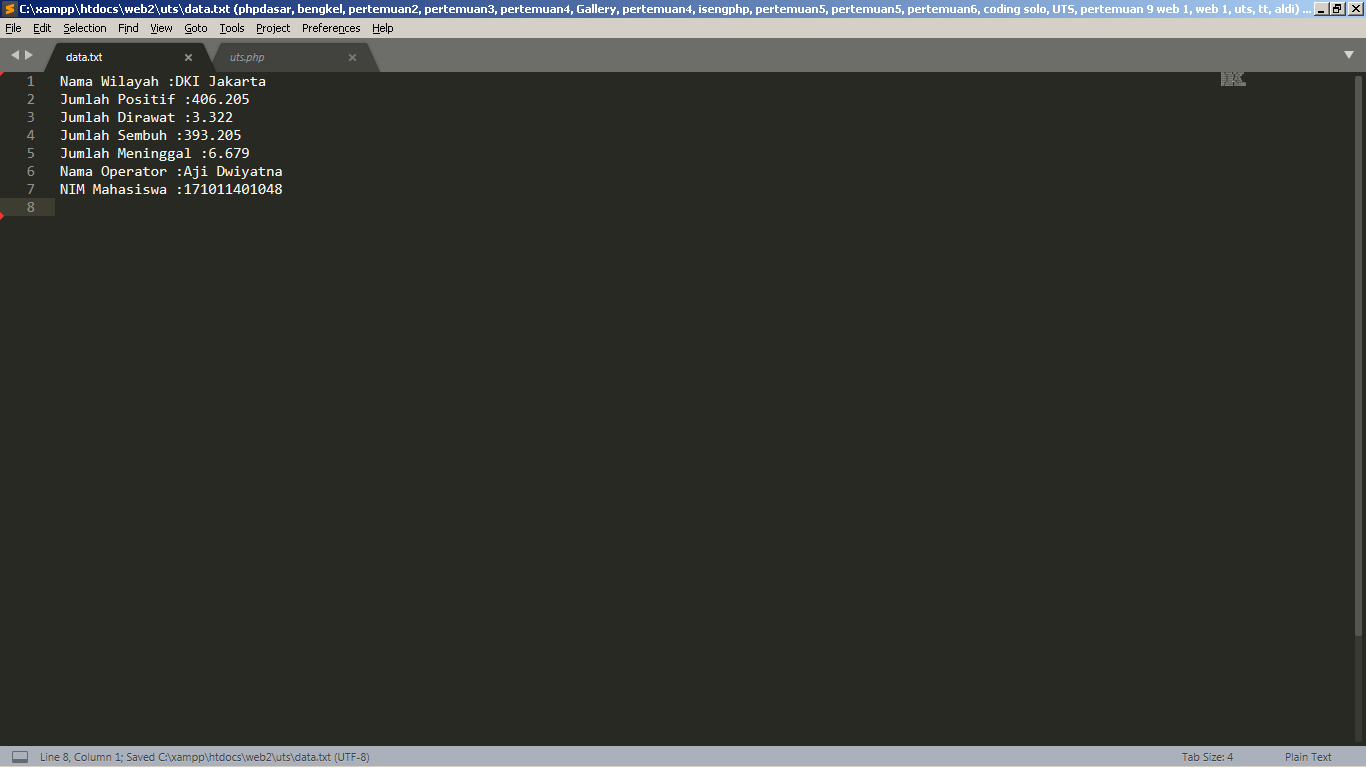 C:\xampp\htdocs\web2\uts\data.txt (phpdasar, bengkel, pertemuan2, pertemuan3, pertemuan4, Gallery, pertemuan4, isengphp, pertemuan5, pertemuan5, pertemuan6, coding solo, UTS, pertemuan 9 web 1, web 1, uts, tt, aldi) ...
File Edit Selection Find View Goto Tools Project Preferences Help
data.txt uts.php
1 Nama Wilayah :DKI Jakarta
2 Jumlah Positif :406.205
3 Jumlah Dirawat :3.322
4 Jumlah Sembuh :393.205
5 Jumlah Meninggal :6.679
6 Nama Operator :Aji Dwiyatna
7 NIM Mahasiswa :171011401048
8
Line 8, Column 1; Saved C:\xampp\htdocs\web2\uts\data.txt (UTF-8) Tab Size: 4 Plain Text